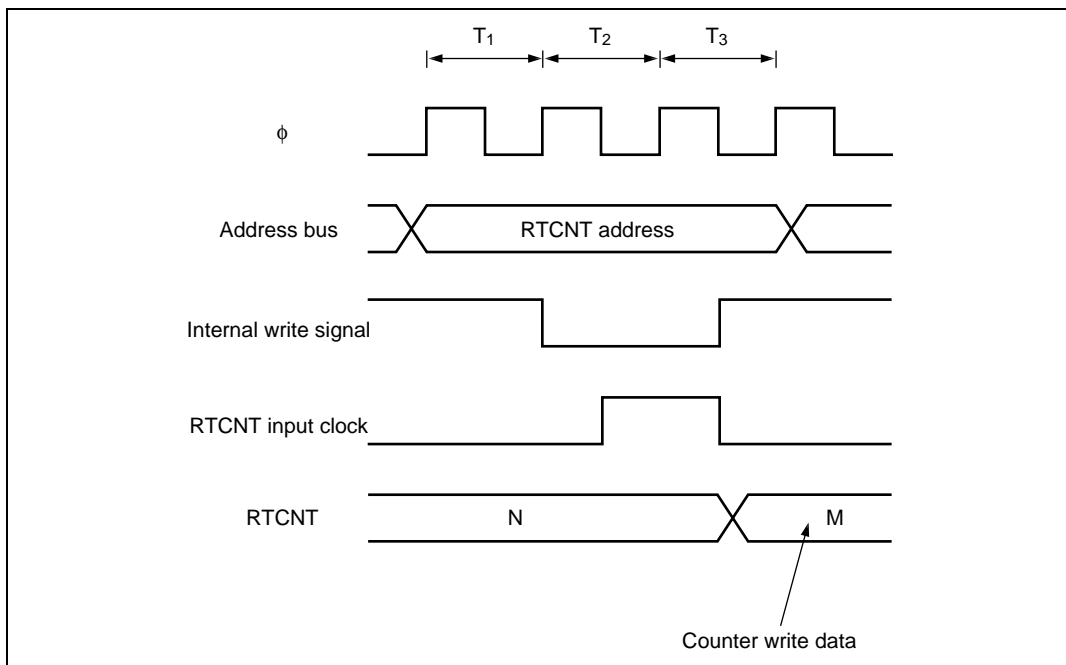 T1 T2 T3
ϕ
Address bus
RTCNT address
Internal write signal
RTCNT input clock
RTCNT
N
M
Counter write data